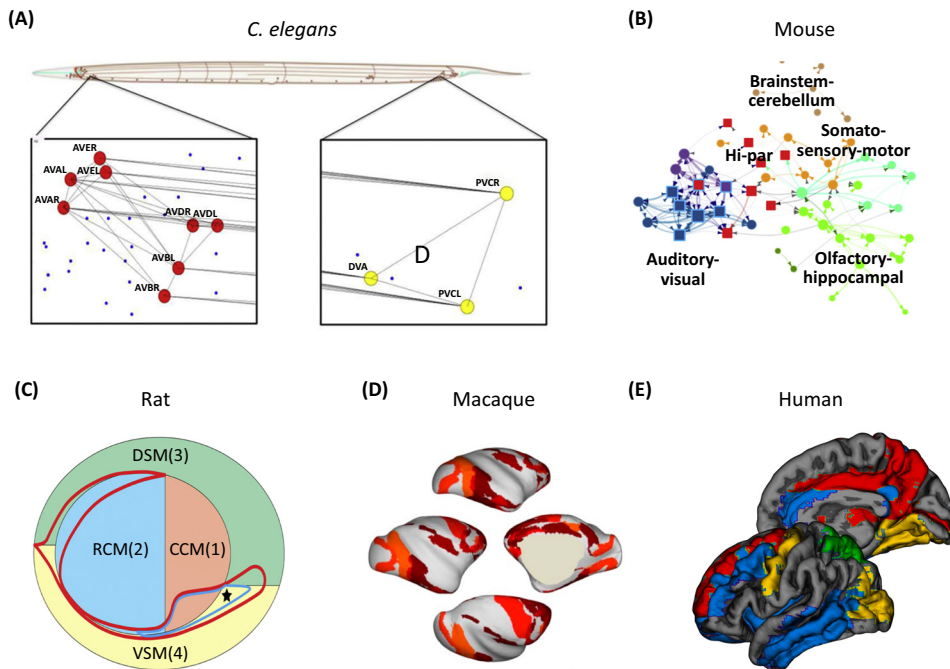 (A)
C. elegans
AVER
AVAL
AVEL
AVAR
AVDR
AVDL
AVBL
AVBR
PVCR
D
DVA
PVCL
(B)
Mouse
Brainstem-
cerebellum
Somato-
sensory-motor
Hi-par
Auditory-
visual
Olfactory-
hippocampal
(C)
Rat
DSM(3)
RCM(2)
CCM(1)
VSM(4)
(D)
Macaque
(E)
Human